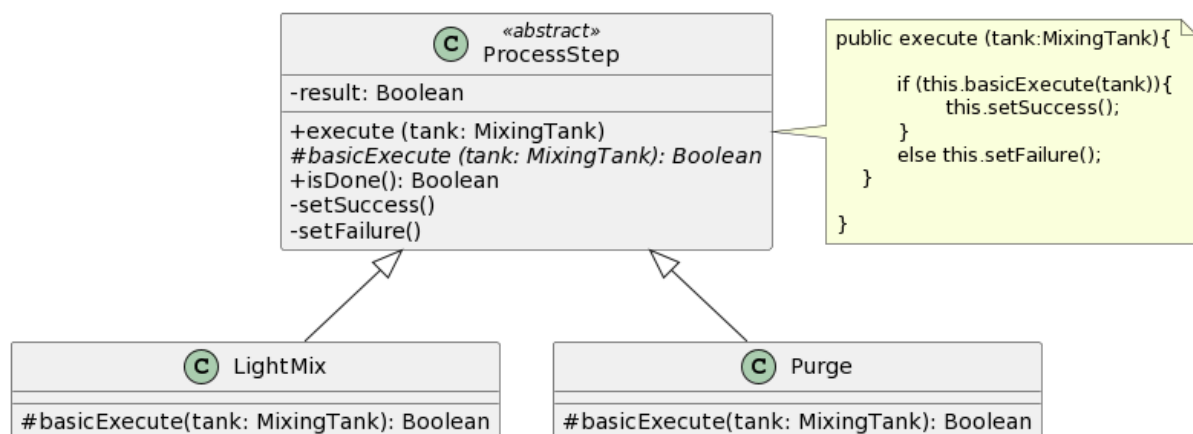 «abstract»
C ProcessStep
-result: Boolean
+execute (tank: MixingTank)
#basicExecute (tank: MixingTank): Boolean
+isDone(): Boolean
-setSuccess()
-setFailure()
public execute (tank:MixingTank){
if (this.basicExecute(tank)){
this.setSuccess();
}
else this.setFailure();
}
}
C LightMix
#basicExecute(tank: MixingTank): Boolean
C Purge
#basicExecute(tank: MixingTank): Boolean